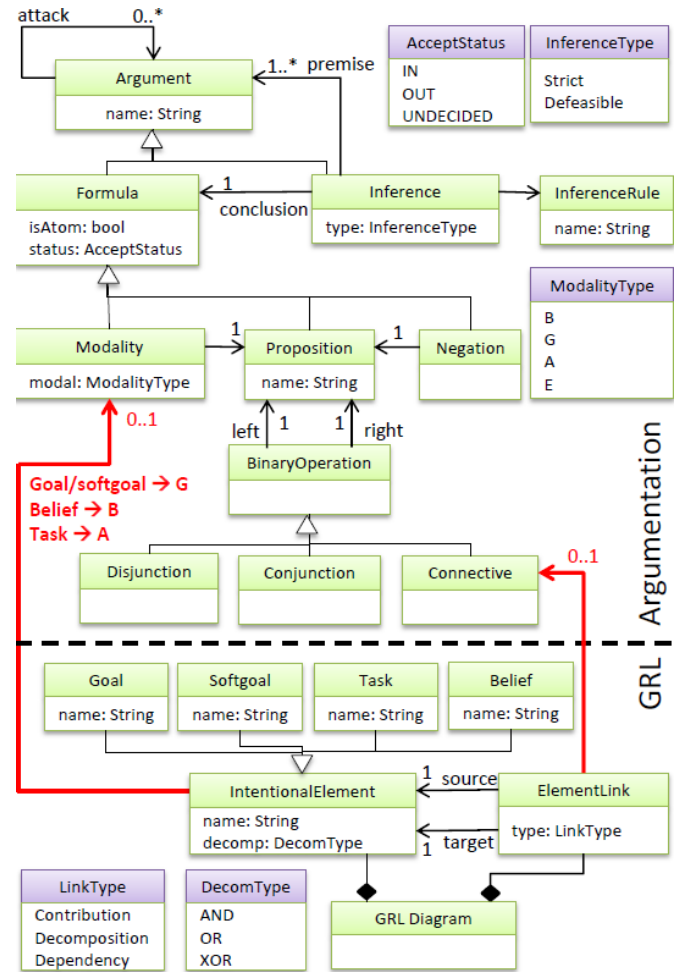 attack
0..*
Argument
name: String
1..* premise
AcceptStatus
IN
OUT
UNDECIDED
InferenceType
Strict
Defeasible
Formula
isAtom: bool
status: AcceptStatus
1
conclusion
Inference
type: InferenceType
InferenceRule
name: String
ModalityType
B
G
A
E
Modality
modal: ModalityType
1
Proposition
name: String
1
Negation
0..1
left
1
1
right
Goal/softgoal → G
Belief → B
Task → A
BinaryOperation
Disjunction
Conjunction
Connective
0..1
Argumentation
GRL
Goal
name: String
Softgoal
name: String
Task
name: String
Belief
name: String
IntentionalElement
name: String
decomp: DecomType
1 source
1 target
ElementLink
type: LinkType
LinkType
Contribution
Decomposition
Dependency
DecomType
AND
OR
XOR
GRL Diagram